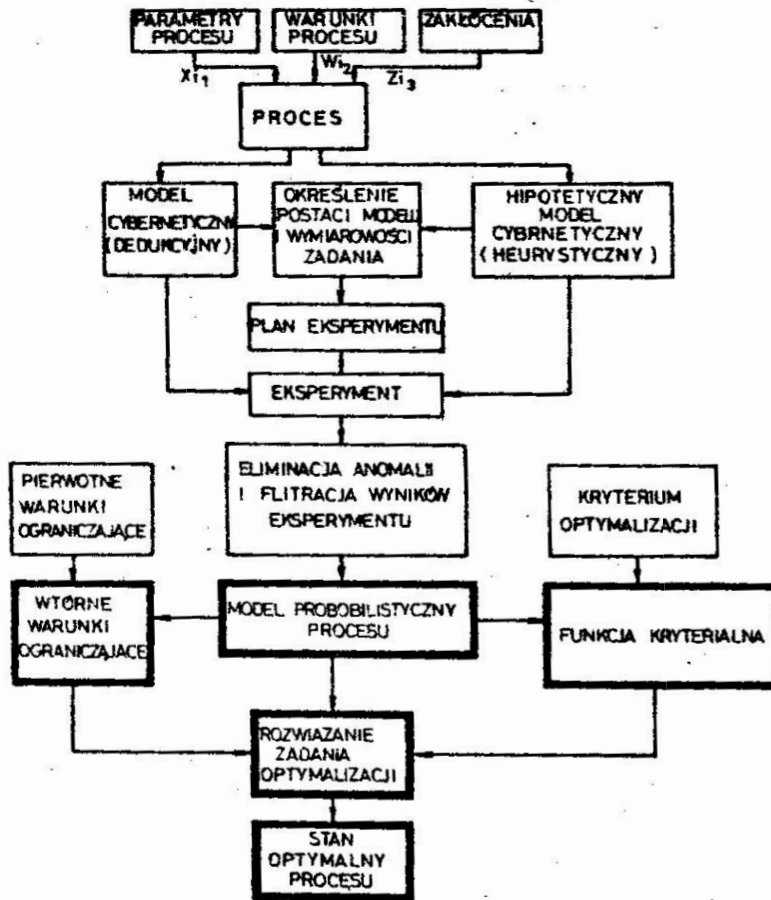 PARAMETRY
PROCESU
WARUNKI
PROCESU
ZAKŁÓCENIA
Xi₁
Wi₂
Zi₃
PROCES
MODEL
CYBERNETYCZNY
(DEDUKCYJNY)
OKREŚLENIE
POSTACI MODELU
I WYMIAROWOŚCI
ZADANIA
HIPOTETYCZNY
MODEL
CYBRNETYCZNY
(HEURYSTYCZNY)
PLAN EKSPERYMENTU
EKSPERYMENT
ELIMINACJA ANOMALII
I FLITRACJA WYNIKÓW
EKSPERYMENTU
PIERWOTNE
WARUNKI
OGRANICZAJĄCE
KRYTERIUM
OPTYMALIZACJI
WTÓRNE
WARUNKI
OGRANICZĄJACE
MODEL PROBOBILISTYCZNY
PROCESU
FUNKCJA KRYTERIALNA
ROZWIĄZANIE
ZADANIA
OPTYMALIZACJI
STAN
OPTYMALNY
PROCESU